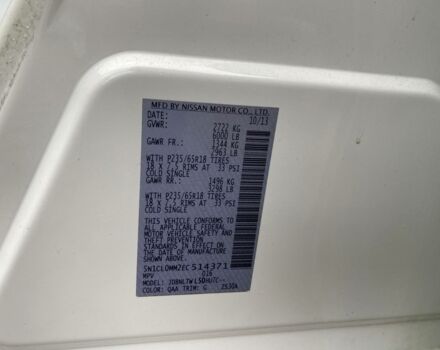 MFD BY NISSAN MOTOR CO., LTD.
DATE: 10/13
GVWR: 2722 KG
6000 LB
GAWR FR.: 1344 KG
2963 LB
WITH P235/65R18 TIRES
18 X 7.5 RIMS AT 33 PSI
COLD SINGLE
GAWR RR.: 1496 KG
3298 LB
WITH P235/65R18 TIRES
18 X 7.5 RIMS AT 33 PSI
COLD SINGLE
THIS VEHICLE CONFORMS TO
ALL APPLICABLE FEDERAL
MOTOR VEHICLE SAFETY AND
THEFT PREVENTION
STANDARDS IN EFFECT ON
THE DATE OF MANUFACTURE
SHOWN ABOVE.
514371
MPV 016
MODEL:
COLOR: QAA TRIM: G